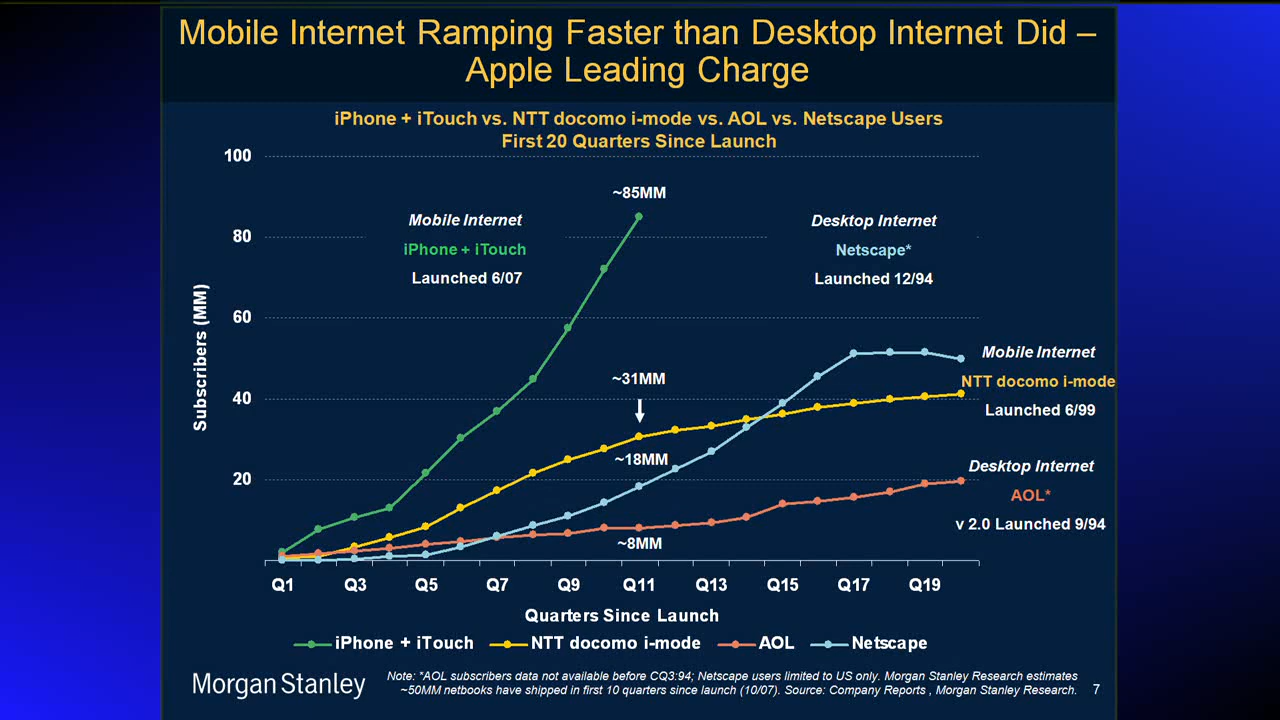 Mobile Internet Ramping Faster than Desktop Internet Did –
Apple Leading Charge
iPhone + iTouch vs. NTT docomo i-mode vs. AOL vs. Netscape Users
First 20 Quarters Since Launch
100
80
60
40
20
Subscribers (MM)
~85MM
Mobile Internet
iPhone + iTouch
Launched 6/07
Desktop Internet
Netscape*
Launched 12/94
~31MM
~18MM
~8MM
Mobile Internet
NTT docomo i-mode
Launched 6/99
Desktop Internet
AOL*
v 2.0 Launched 9/94
Q1 Q3 Q5 Q7 Q9 Q11 Q13 Q15 Q17 Q19
Quarters Since Launch
iPhone + iTouch NTT docomo i-mode AOL Netscape
Morgan Stanley
Note: *AOL subscribers data not available before CQ3:94; Netscape users limited to US only. Morgan Stanley Research estimates
~50MM netbooks have shipped in first 10 quarters since launch (10/07). Source: Company Reports , Morgan Stanley Research.
7